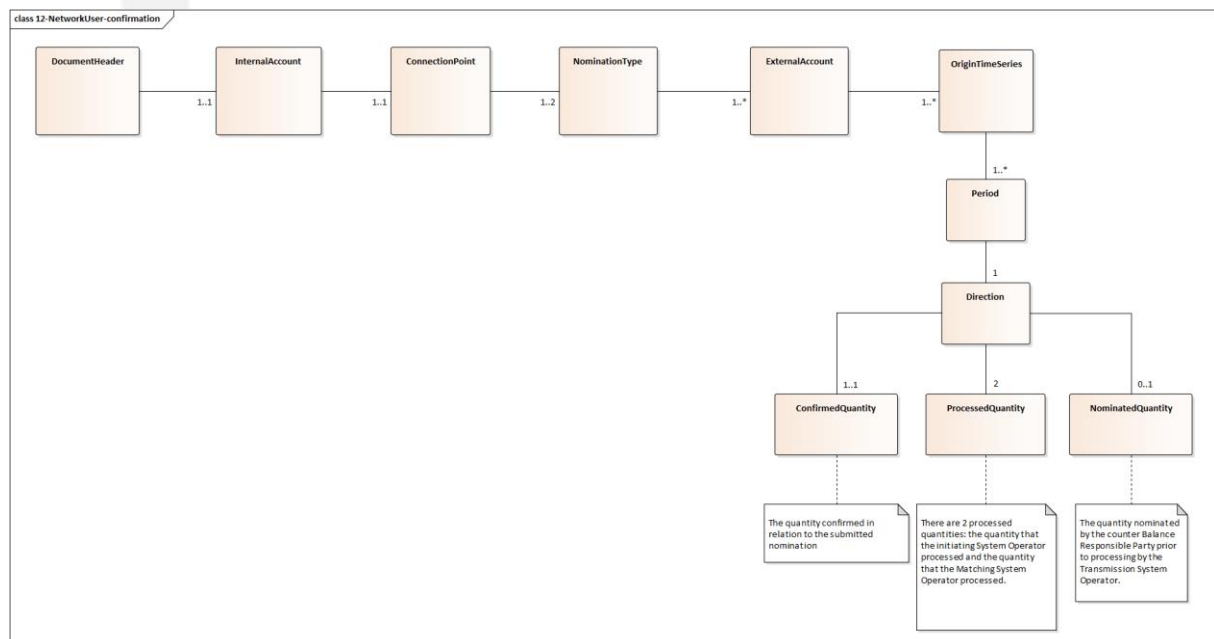 class 12-NetworkUser-confirmation
DocumentHeader
InternalAccount
ConnectionPoint
NominationType
ExternalAccount
OriginTimeSeries
1..1
1..1
1..2
1..*
1..*
1..*
Period
1
Direction
1..1
2
0..1
ConfirmedQuantity
ProcessedQuantity
NominatedQuantity
The quantity confirmed in
relation to the submitted
nomination
There are 2 processed
quantities: the quantity that
the initiating System Operator
processed and the quantity
that the Matching System
Operator processed.
The quantity nominated
by the counter Balance
Responsible Party prior
to processing by the
Transmission System
Operator.